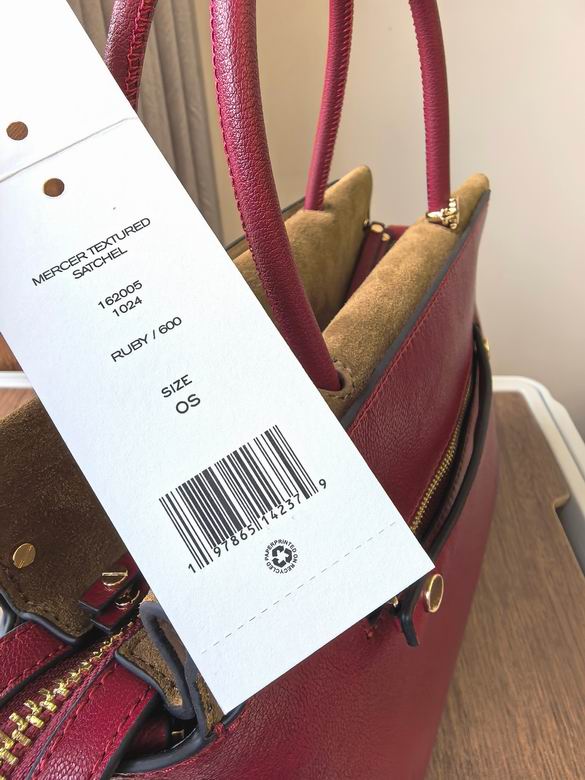 MERCER TEXTURED
SATCHEL
162005
1024
RUBY / 600
SIZE
OS
1 97865 14237 9
PRINTED ON RECYCLED PAPER